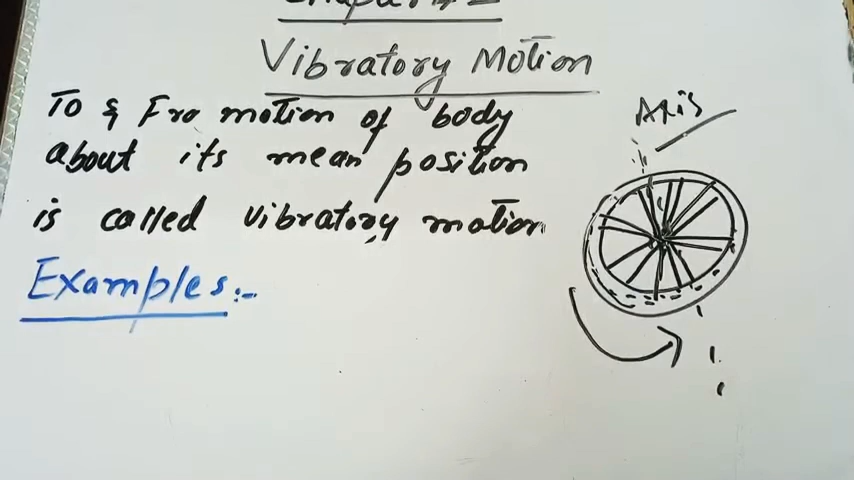 Vibratory Motion
To & Fro motion of body
about its mean position
is called vibratory motion
Examples:-
Axis